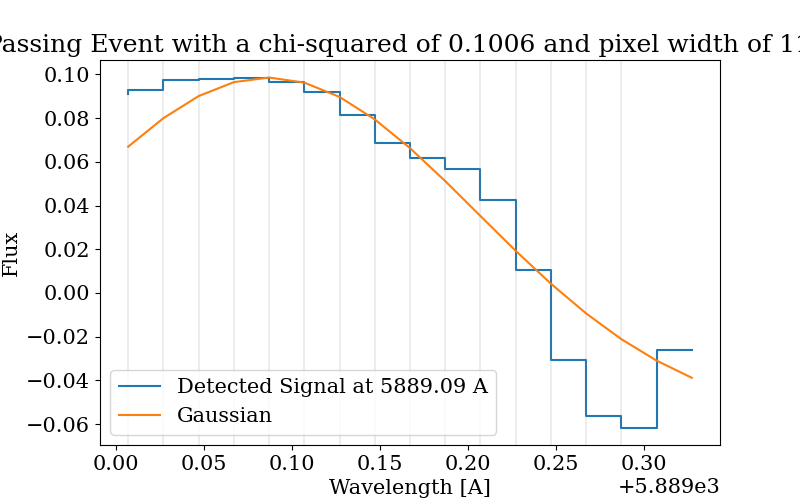 Passing Event with a chi-squared of 0.1006 and pixel width of 11
0.10
0.08
0.06
0.04
0.02
0.00
−0.02
−0.04
−0.06
Flux
Detected Signal at 5889.09 A
Gaussian
0.00 0.05 0.10 0.15 0.20 0.25 0.30
Wavelength [A]
+5.889e3